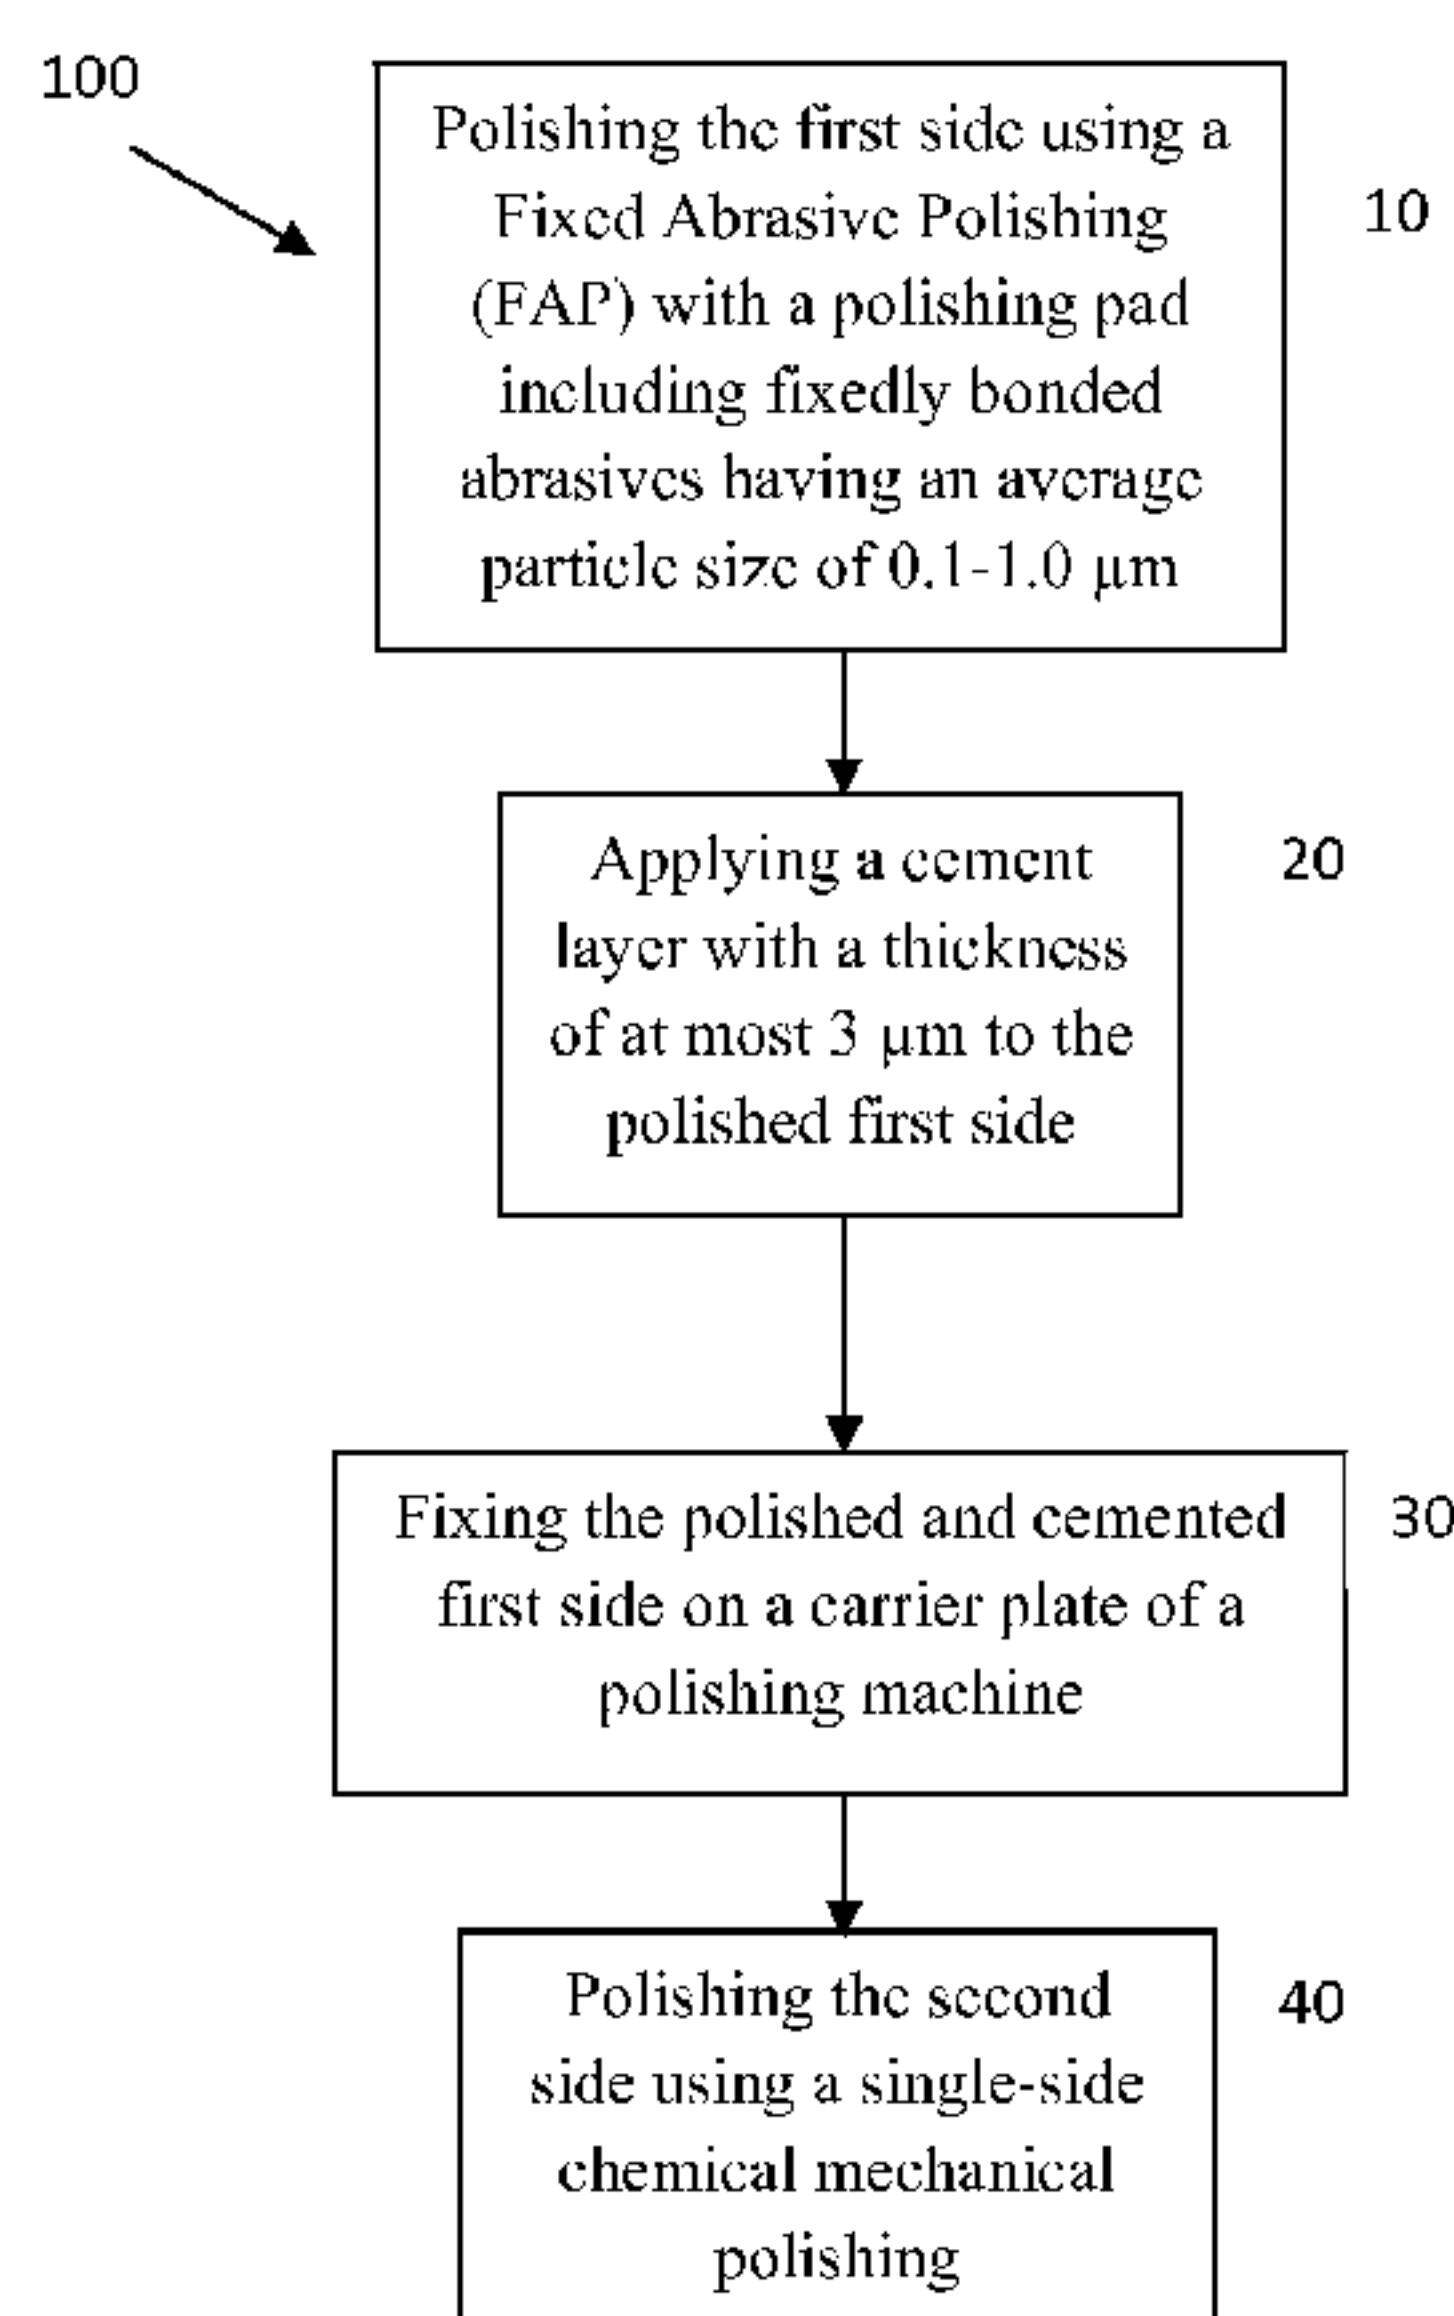 100
Polishing the first side using a
Fixed Abrasive Polishing
(FAP) with a polishing pad
including fixedly bonded
abrasives having an average
particle size of 0.1-1.0 μm
10
Applying a cement
layer with a thickness
of at most 3 μm to the
polished first side
20
Fixing the polished and cemented
first side on a carrier plate of a
polishing machine
30
Polishing the second
side using a single-side
chemical mechanical
polishing
40